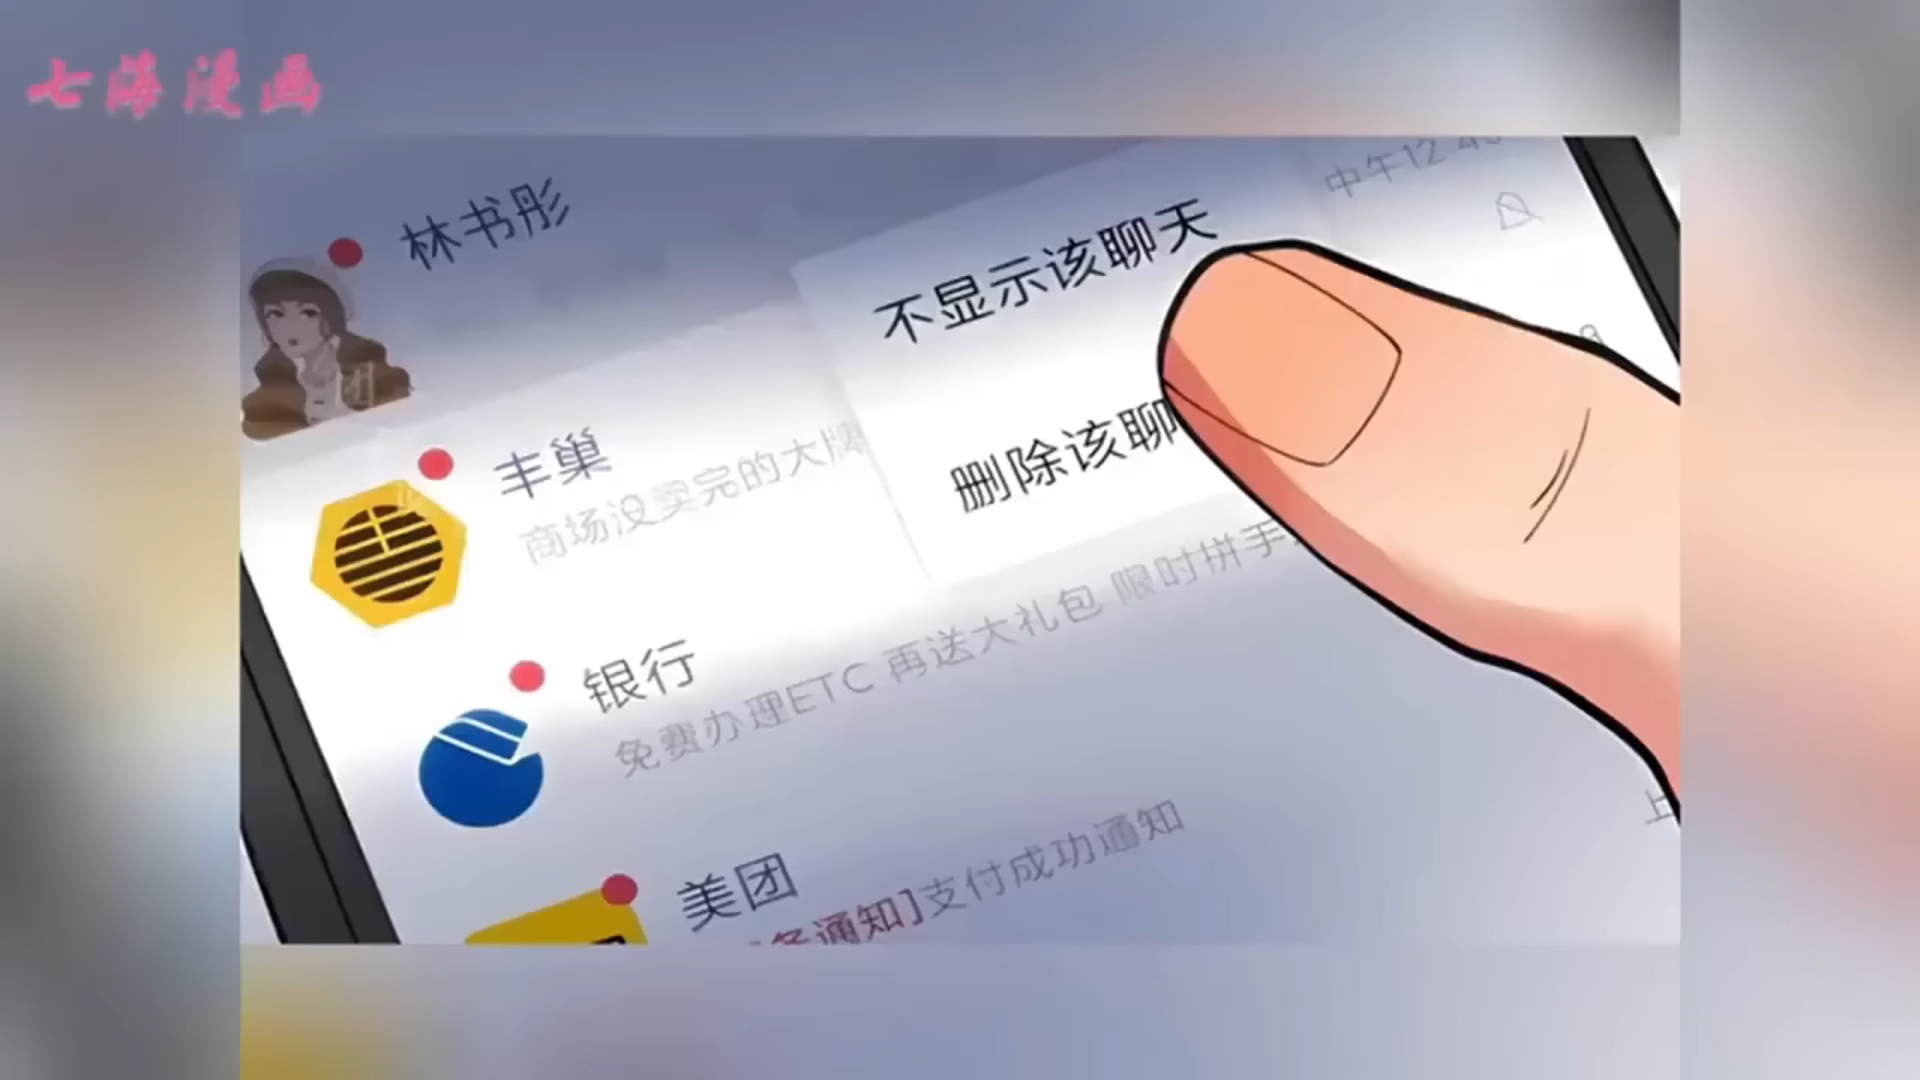 七海漫画
林书彤
中午12
不显示该聊天
丰巢
商场没卖完的大牌
删除该聊
银行
免费办理ETC 再送大礼包 限时拼手
美团
务通知]支付成功通知
上